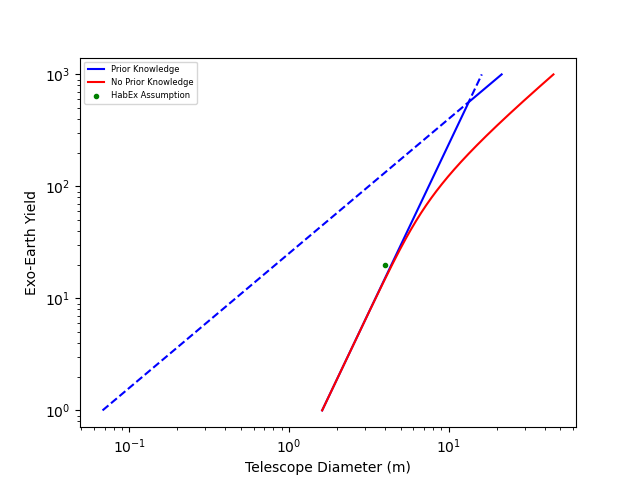 Prior Knowledge
No Prior Knowledge
HabEx Assumption
Exo-Earth Yield
10³
10²
10¹
10⁰
10⁻¹ 10⁰ 10¹
Telescope Diameter (m)